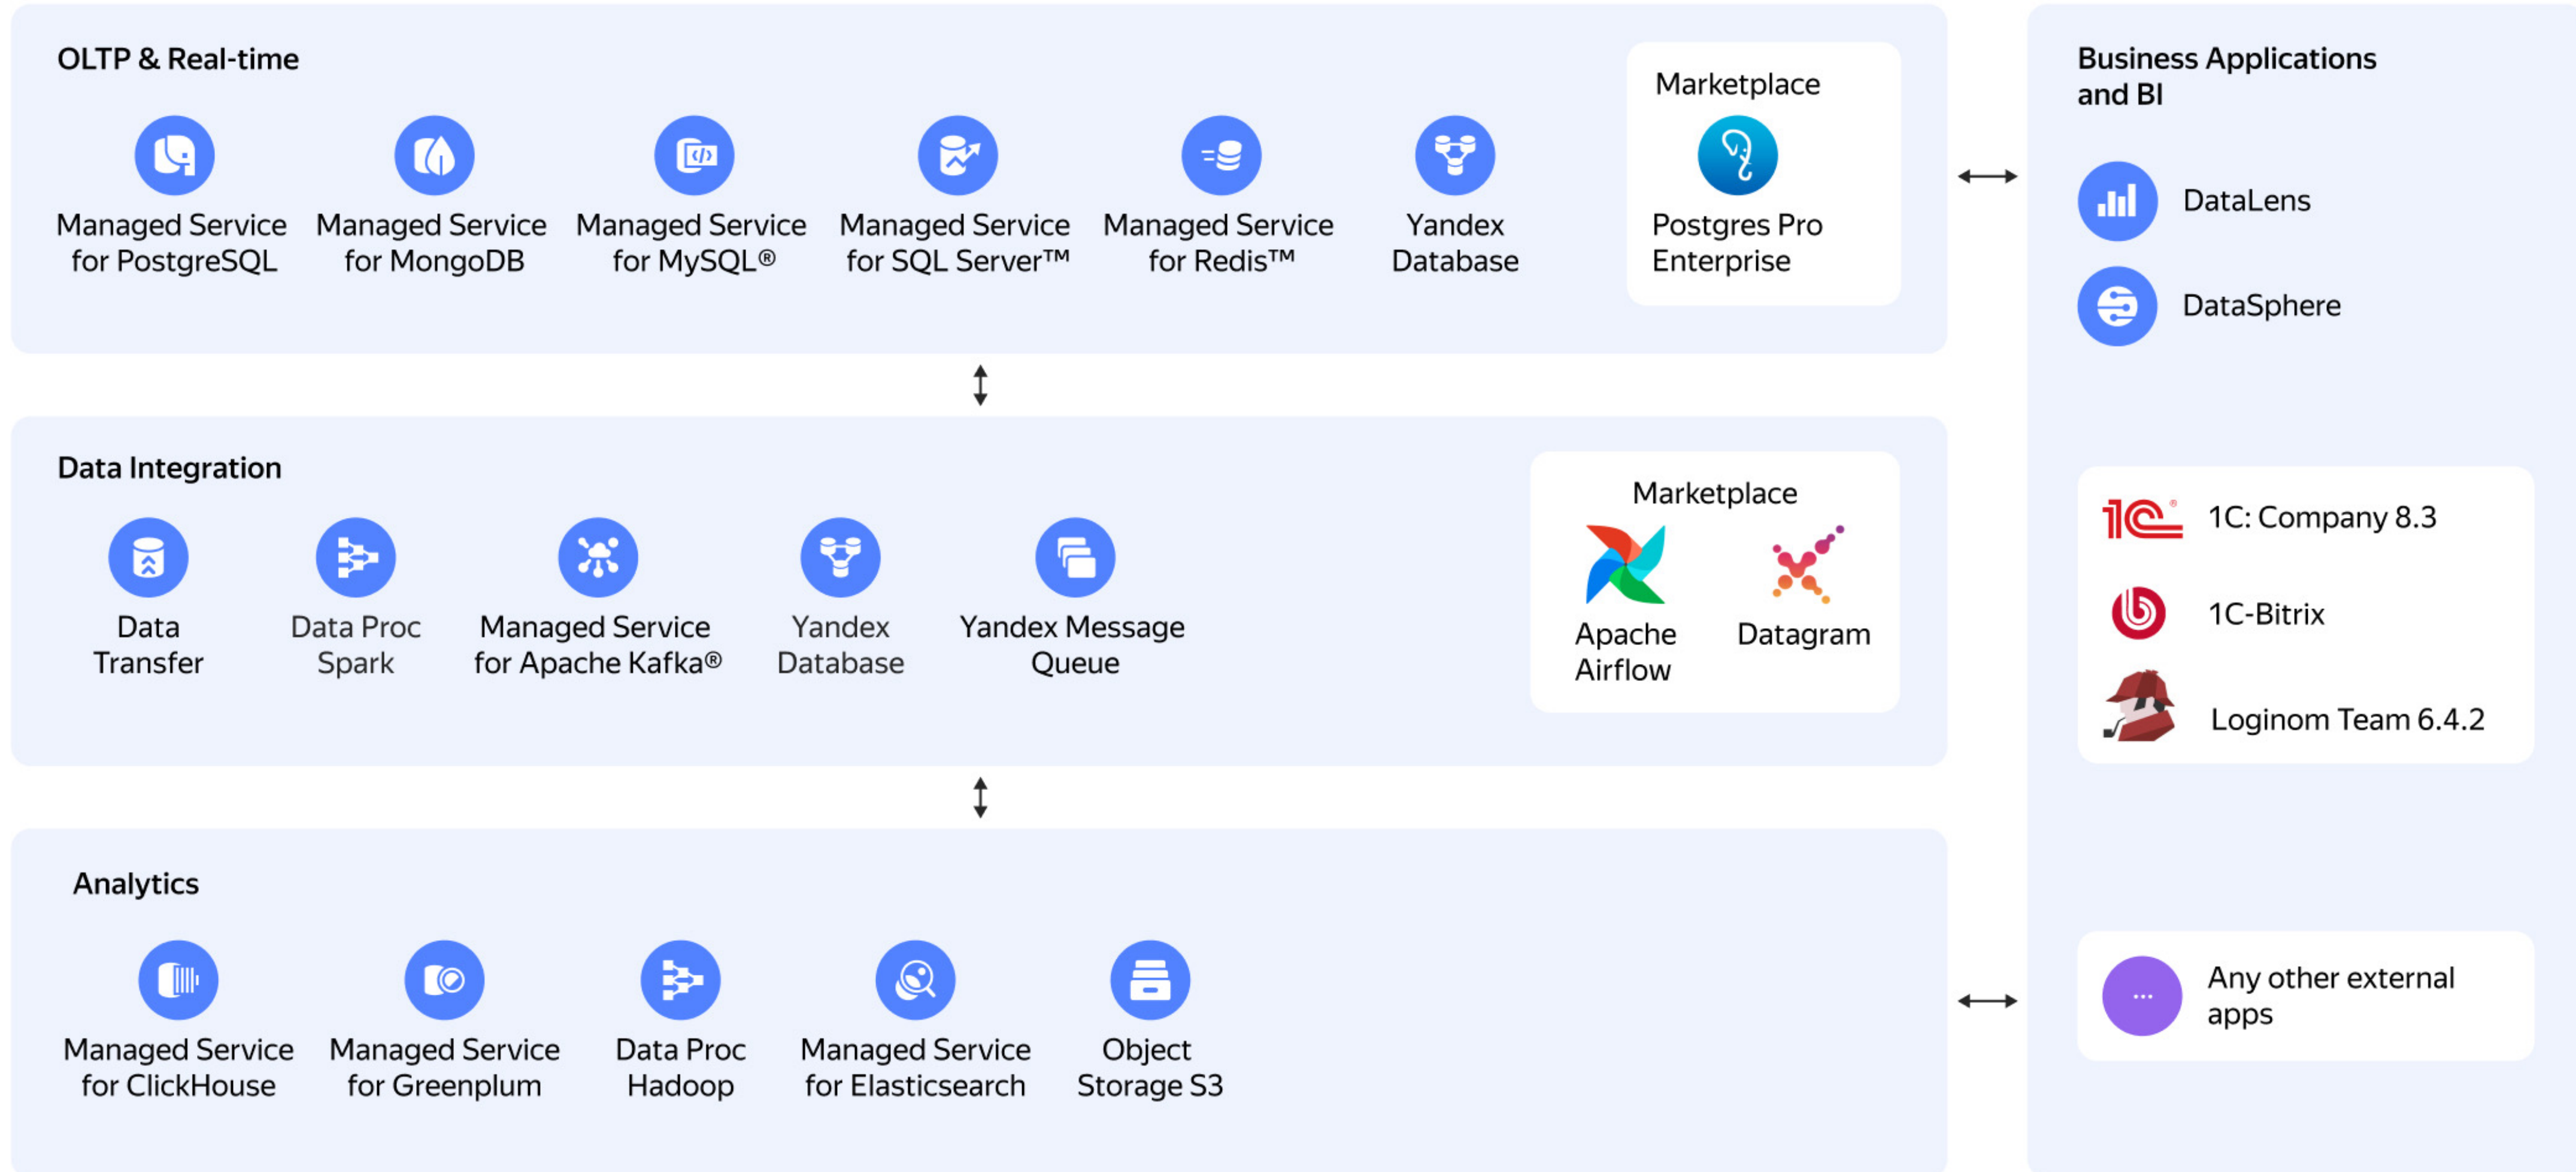 OLTP & Real-time
Managed Service
for PostgreSQL
Managed Service
for MongoDB
Managed Service
for MySQL®
Managed Service
for SQL Server™
Managed Service
for Redis™
Yandex
Database
Marketplace
Postgres Pro
Enterprise
Data Integration
Data
Transfer
Data Proc
Spark
Managed Service
for Apache Kafka®
Yandex
Database
Yandex Message
Queue
Marketplace
Apache
Airflow
Datagram
Analytics
Managed Service
for ClickHouse
Managed Service
for Greenplum
Data Proc
Hadoop
Managed Service
for Elasticsearch
Object
Storage S3
Business Applications
and BI
DataLens
DataSphere
1C®
1C: Company 8.3
1C-Bitrix
Loginom Team 6.4.2
Any other external
apps